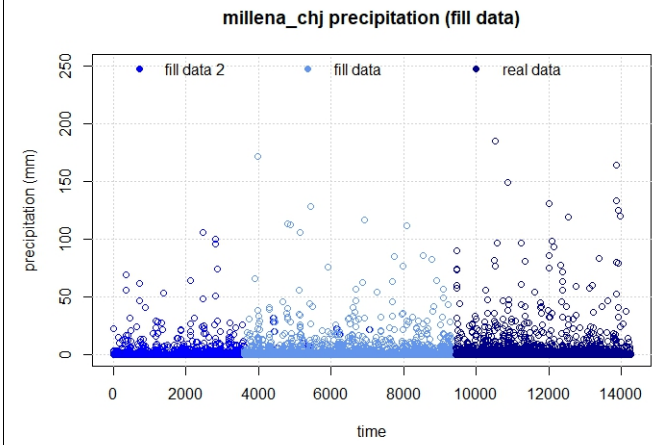 millena_chj precipitation (fill data)
fill data 2 fill data real data
precipitation (mm)
250
200
150
100
50
0
0 2000 4000 6000 8000 10000 12000 14000
time